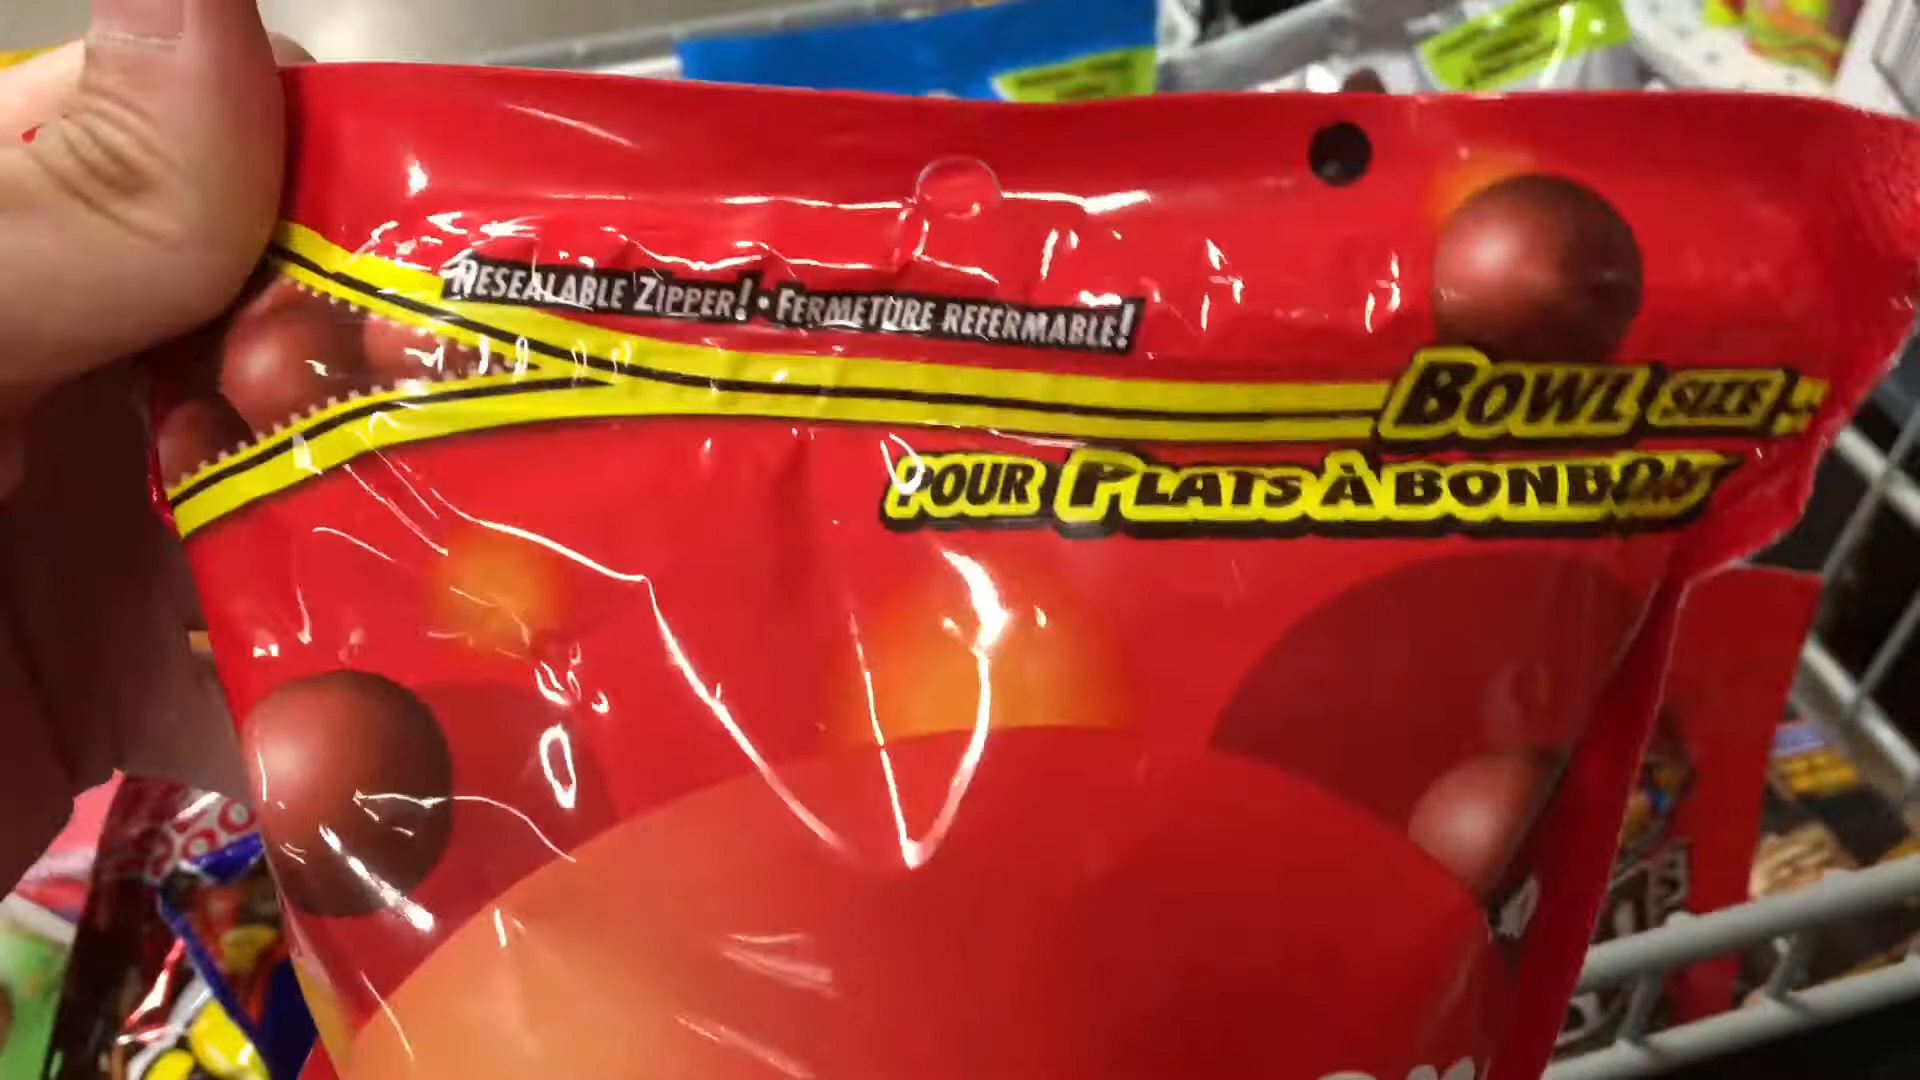 RESEALABLE ZIPPER! • FERMETURE REFERMABLE!
BOWL SIZE
POUR PLATS À BONBONS